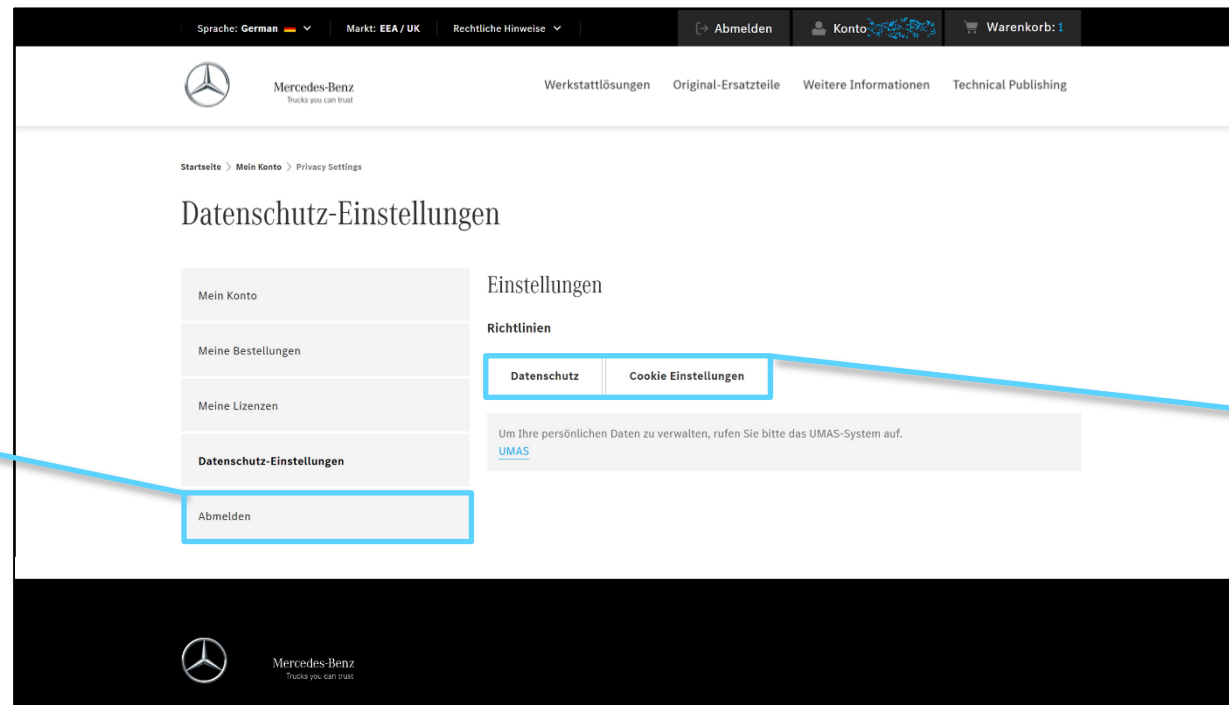 Sprache: German Markt: EEA / UK Rechtliche Hinweise Abmelden Konto Warenkorb: 1
Mercedes-Benz
Trucks you can trust
Werkstattlösungen Original-Ersatzteile Weitere Informationen Technical Publishing
Startseite > Mein Konto > Privacy Settings
Datenschutz-Einstellungen
Mein Konto
Meine Bestellungen
Meine Lizenzen
Datenschutz-Einstellungen
Abmelden
Einstellungen
Richtlinien
Datenschutz Cookie Einstellungen
Um Ihre persönlichen Daten zu verwalten, rufen Sie bitte das UMAS-System auf.
UMAS
Mercedes-Benz
Trucks you can trust